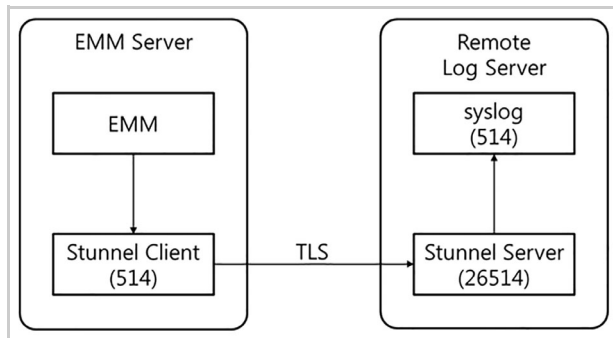 EMM Server
EMM
Stunnel Client
(514)
TLS
Remote
Log Server
syslog
(514)
Stunnel Server
(26514)